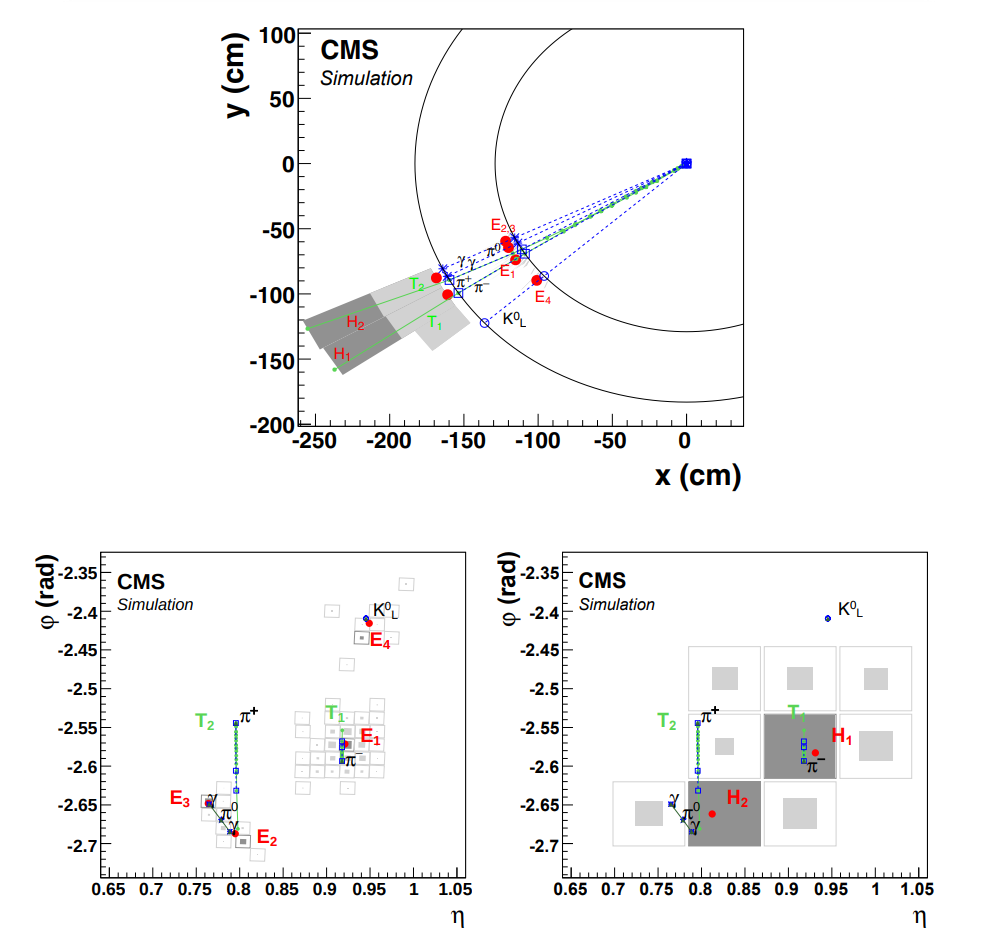 CMS
Simulation
y (cm)
100
50
0
-50
-100
-150
-200
E2,3
π0
γ γ
E1
T2
π+ π−
E4
H2
T1
K0L
H1
-250 -200 -150 -100 -50 0
x (cm)
φ (rad)
CMS
Simulation
-2.35
-2.4
-2.45
-2.5
-2.55
-2.6
-2.65
-2.7
K0L
E4
T2
π+
T1
E1
π−
E3
γ
π0
γ
E2
0.65 0.7 0.75 0.8 0.85 0.9 0.95 1 1.05
η
φ (rad)
CMS
Simulation
-2.35
-2.4
-2.45
-2.5
-2.55
-2.6
-2.65
-2.7
K0L
T2
π+
T1
H1
π−
γ
H2
π0
γ
0.65 0.7 0.75 0.8 0.85 0.9 0.95 1 1.05
η